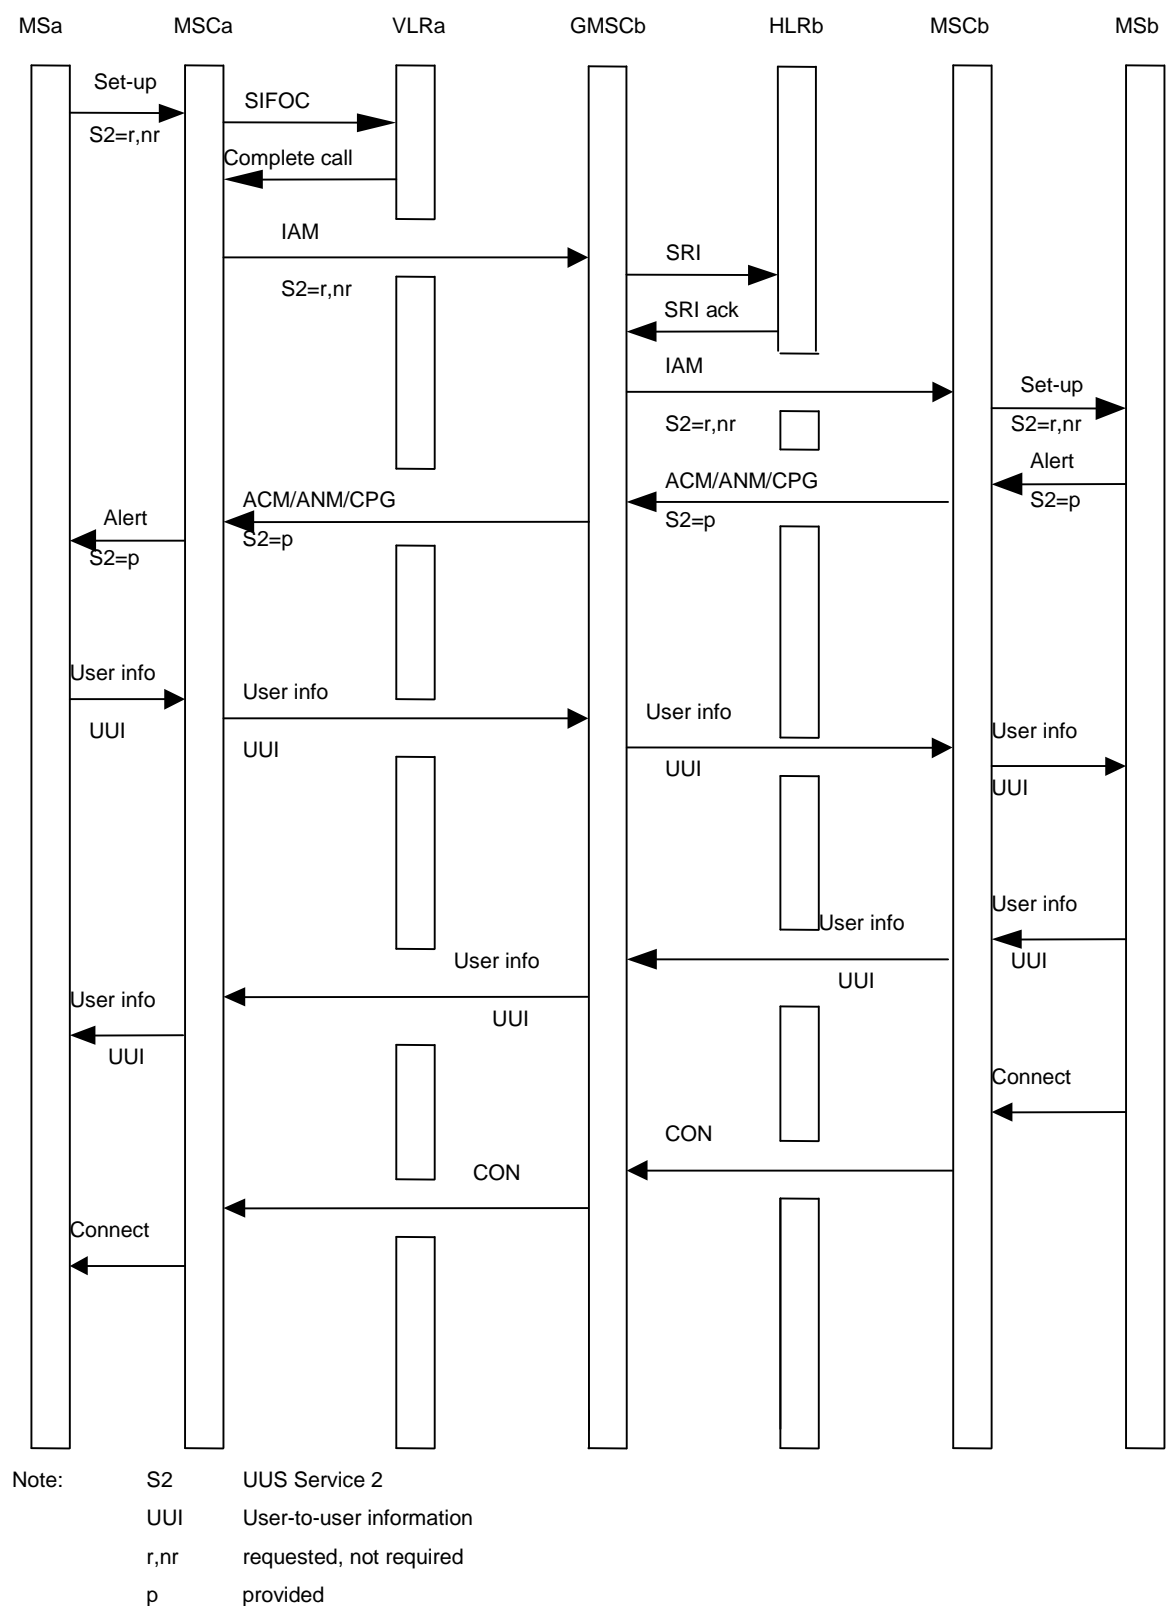 MSa MSCa VLRa GMSCb HLRb MSCb MSb
Set-up
SIFOC
S2=r,nr
Complete call
IAM
SRI
S2=r,nr
SRI ack
IAM
Set-up
S2=r,nr
S2=r,nr
Alert
ACM/ANM/CPG
ACM/ANM/CPG
S2=p
Alert
S2=p
S2=p
S2=p
User info
User info
User info
User info
UUI
UUI
UUI
UUI
User info
User info
User info
UUI
UUI
User info
UUI
UUI
Connect
CON
CON
Connect
Note: S2 UUS Service 2
UUI User-to-user information
r,nr requested, not required
p provided